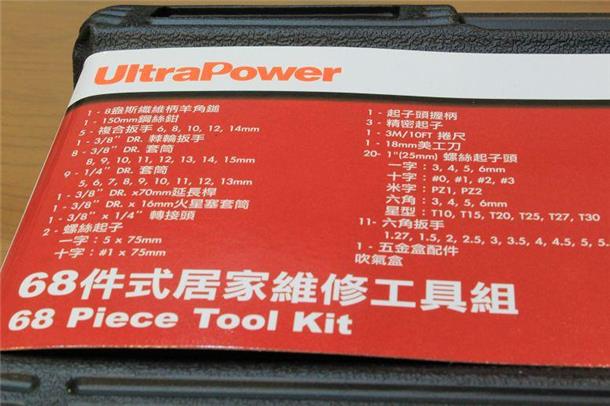 UltraPower
1 - 8盎斯纖維柄羊角鎚
1 - 150mm鋼絲鉗
5 - 複合扳手 6, 8, 10, 12, 14mm
1 - 3/8" DR. 棘輪扳手
8 - 3/8" DR. 套筒
8, 9, 10, 11, 12, 13, 14, 15mm
9 - 1/4" DR. 套筒
5, 6, 7, 8, 9, 10, 11, 12, 13mm
1 - 3/8" DR. x70mm延長桿
1 - 3/8" DR. x 16mm火星塞套筒
1 - 3/8" x 1/4" 轉接頭
2 - 螺絲起子
一字 : 5 x 75mm
十字 : #1 x 75mm
1 - 起子頭握柄
3 - 精密起子
1 - 3M/10FT 捲尺
1 - 18mm美工刀
20- 1"(25mm) 螺絲起子頭
一字 : 3, 4, 5, 6mm
十字 : #0, #1, #2, #3
米字 : PZ1, PZ2
六角 : 3, 4, 5, 6mm
星型 : T10, T15, T20, T25, T27, T30
11- 六角扳手
1.27, 1.5, 2, 2.5, 3, 3.5, 4, 4.5, 5, 5.
1 - 五金盒配件
吹氣盒
68件式居家維修工具組
68 Piece Tool Kit